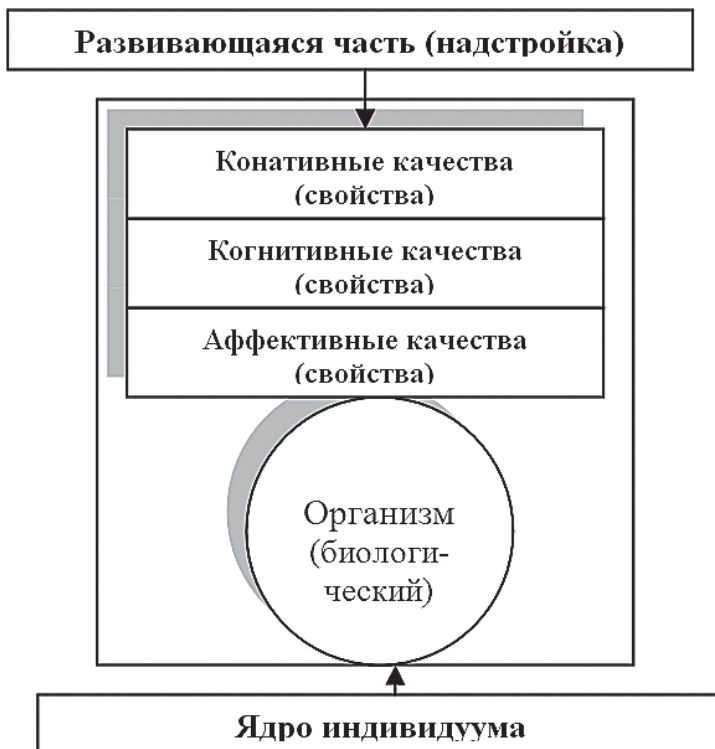 Развивающаяся часть (надстройка)
Конативные качества
(свойства)
Когнитивные качества
(свойства)
Аффективные качества
(свойства)
Организм
(биологи-
ческий)
Ядро индивидуума